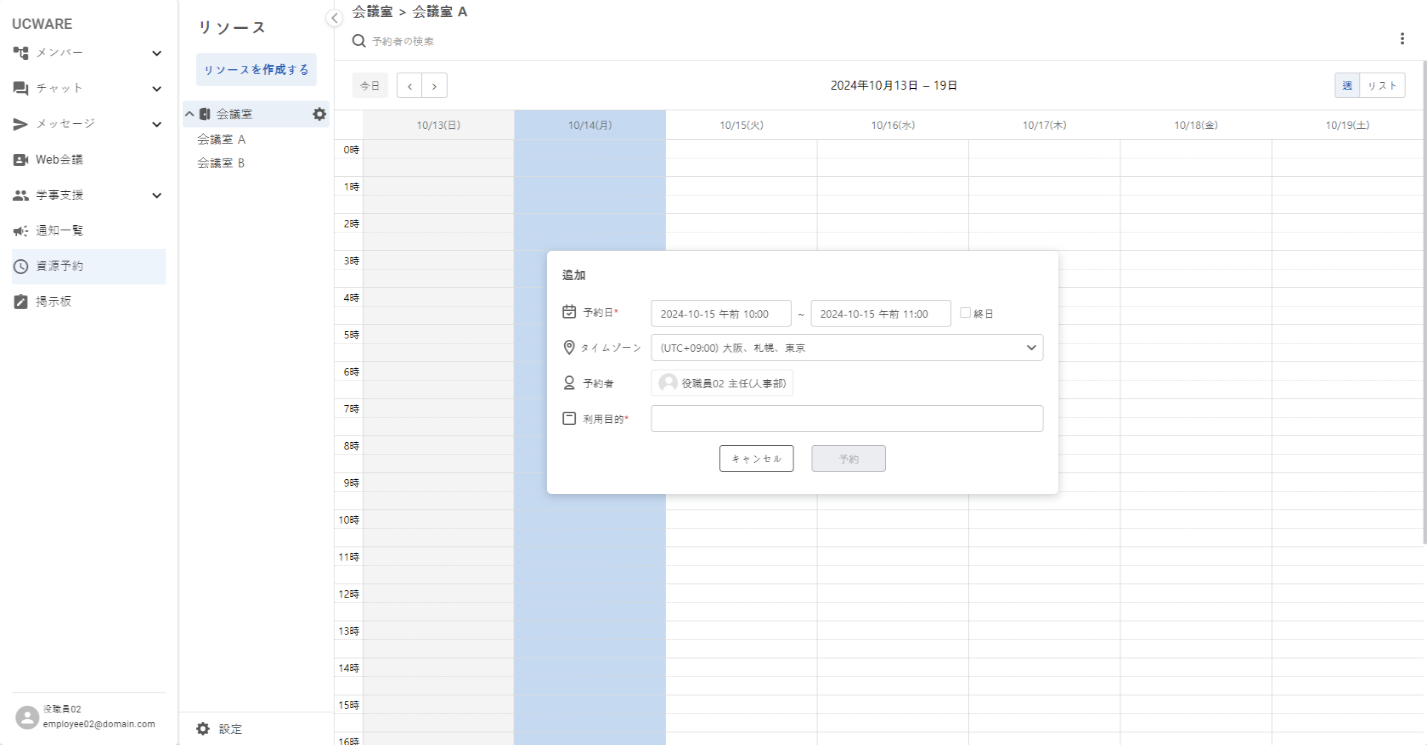 UCWARE
メンバー
チャット
メッセージ
Web会議
学事支援
通知一覧
資源予約
掲示板
役職員02
employee02@domain.com
リソース
リソースを作成する
会議室
会議室 A
会議室 B
設定
会議室 > 会議室 A
予約者の検索
今日
2024年10月13日 – 19日
週 リスト
10/13(日) 10/14(月) 10/15(火) 10/16(水) 10/17(木) 10/18(金) 10/19(土)
0時
1時
2時
3時
4時
5時
6時
7時
8時
9時
10時
11時
12時
13時
14時
15時
16時
追加
予約日* 2024-10-15 午前 10:00 ~ 2024-10-15 午前 11:00 終日
タイムゾーン (UTC+09:00) 大阪、札幌、東京
予約者 役職員02 主任(人事部)
利用目的*
キャンセル 予約